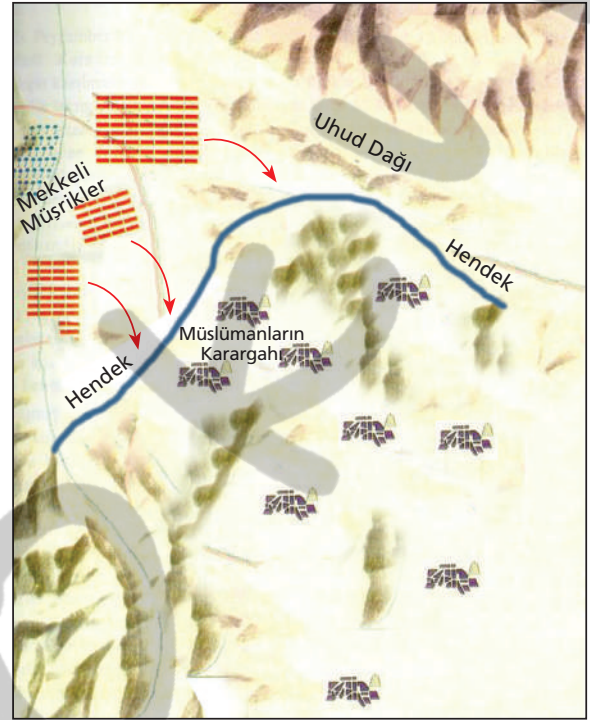 Uhud Dağı
Mekkeli
Müşrikler
Hendek
Müslümanların
Karargahı
Hendek